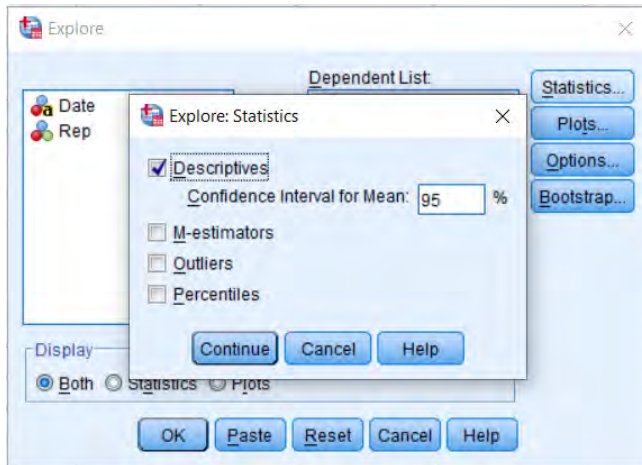 Explore
Dependent List:
Date
Rep
Statistics...
Plots...
Options...
Bootstrap...
Explore: Statistics
Descriptives
Confidence Interval for Mean: 95 %
M-estimators
Outliers
Percentiles
Continue Cancel Help
Display
Both Statistics Plots
OK Paste Reset Cancel Help